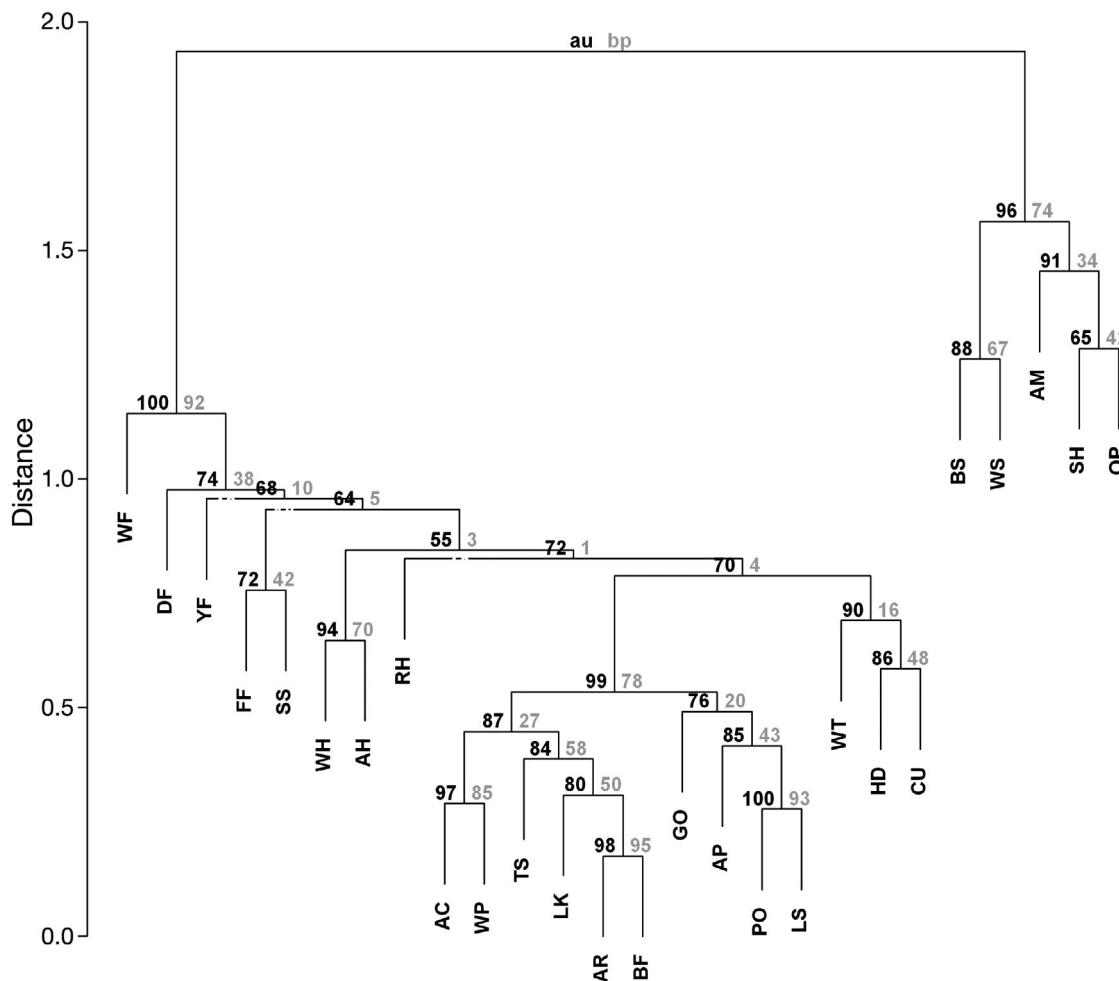 2.0
au bp
96 74
1.5
91 34
65
88 67
AM
100 92
SH
BS
WS
1.0
74 38
68 10
WF
64 5
Distance
55 3
72 1
70 4
DF
YF
72 42
90 16
94 70
RH
86 48
FF
SS
99 78
76 20
0.5
WT
87 27
WH
AH
85 43
84 58
HD
CU
80 50
97 85
100 93
GO
AP
98 95
TS
LK
AC
WP
PO
LS
0.0
AR
BF